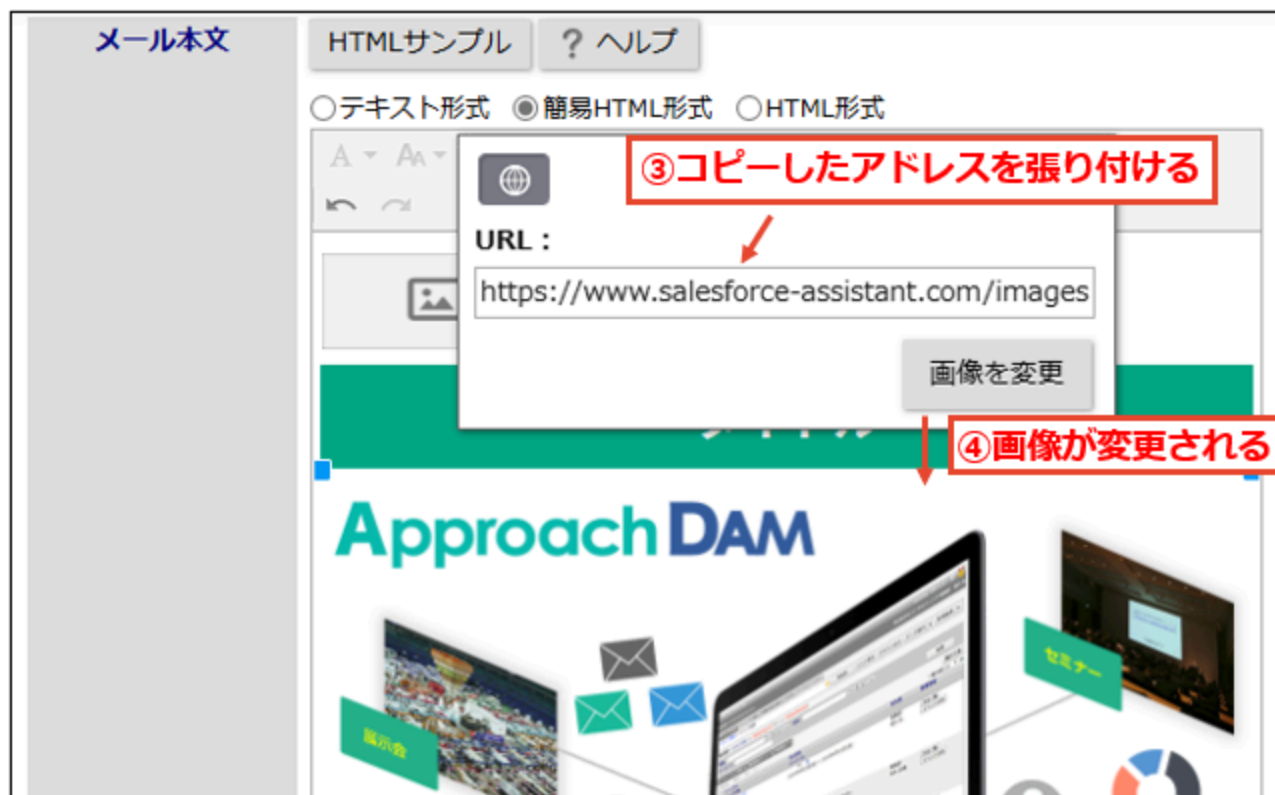 メール本文
HTMLサンプル
? ヘルプ
テキスト形式 簡易HTML形式 HTML形式
③コピーしたアドレスを張り付ける
URL：
https://www.salesforce-assistant.com/images
画像を変更
④画像が変更される
ApproachDAM
セミナー
展示会